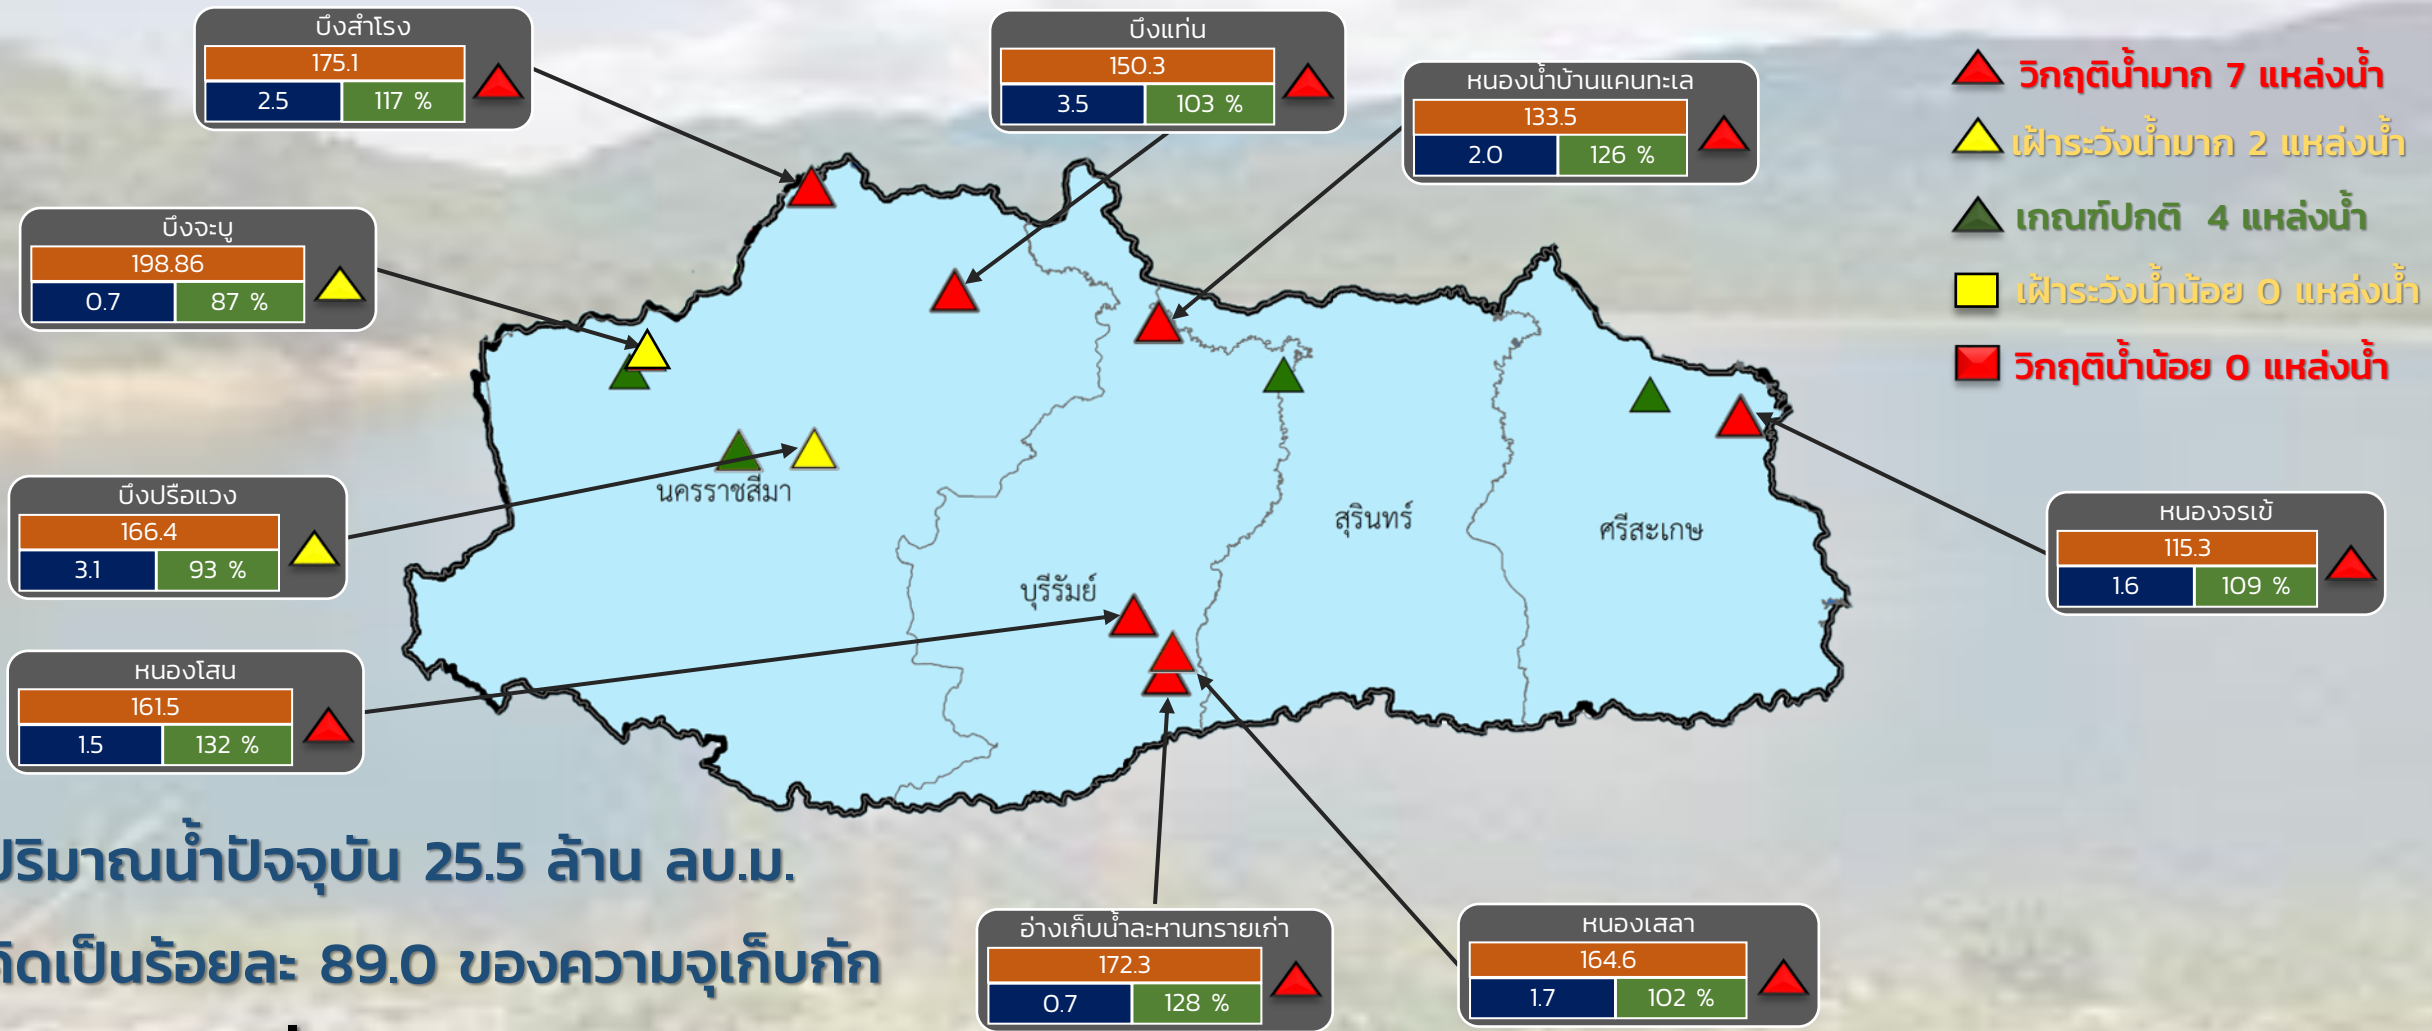 บึงสำโรง
175.1
2.5 117 %
บึงแท่น
150.3
3.5 103 %
หนองน้ำบ้านแคนทะเล
133.5
2.0 126 %
วิกฤติน้ำมาก 7 แหล่งน้ำ
เฝ้าระวังน้ำมาก 2 แหล่งน้ำ
เกณฑ์ปกติ 4 แหล่งน้ำ
เฝ้าระวังน้ำน้อย 0 แหล่งน้ำ
วิกฤติน้ำน้อย 0 แหล่งน้ำ
บึงจะบู
198.86
0.7 87 %
บึงปรือแวง
166.4
3.1 93 %
นครราชสีมา
สุรินทร์
ศรีสะเกษ
บุรีรัมย์
หนองจรเข้
115.3
1.6 109 %
หนองโสน
161.5
1.5 132 %
ปริมาณน้ำปัจจุบัน 25.5 ล้าน ลบ.ม.
คิดเป็นร้อยละ 89.0 ของความจุเก็บกัก
อ่างเก็บน้ำละหานทรายเก่า
172.3
0.7 128 %
หนองเสลา
164.6
1.7 102 %